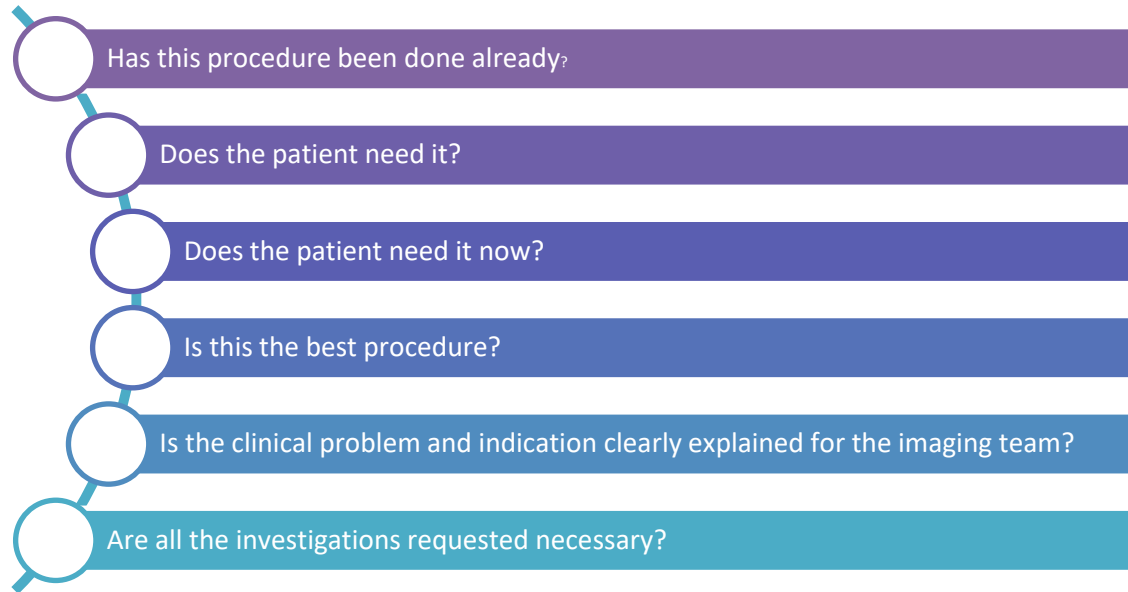 Has this procedure been done already?
Does the patient need it?
Does the patient need it now?
Is this the best procedure?
Is the clinical problem and indication clearly explained for the imaging team?
Are all the investigations requested necessary?